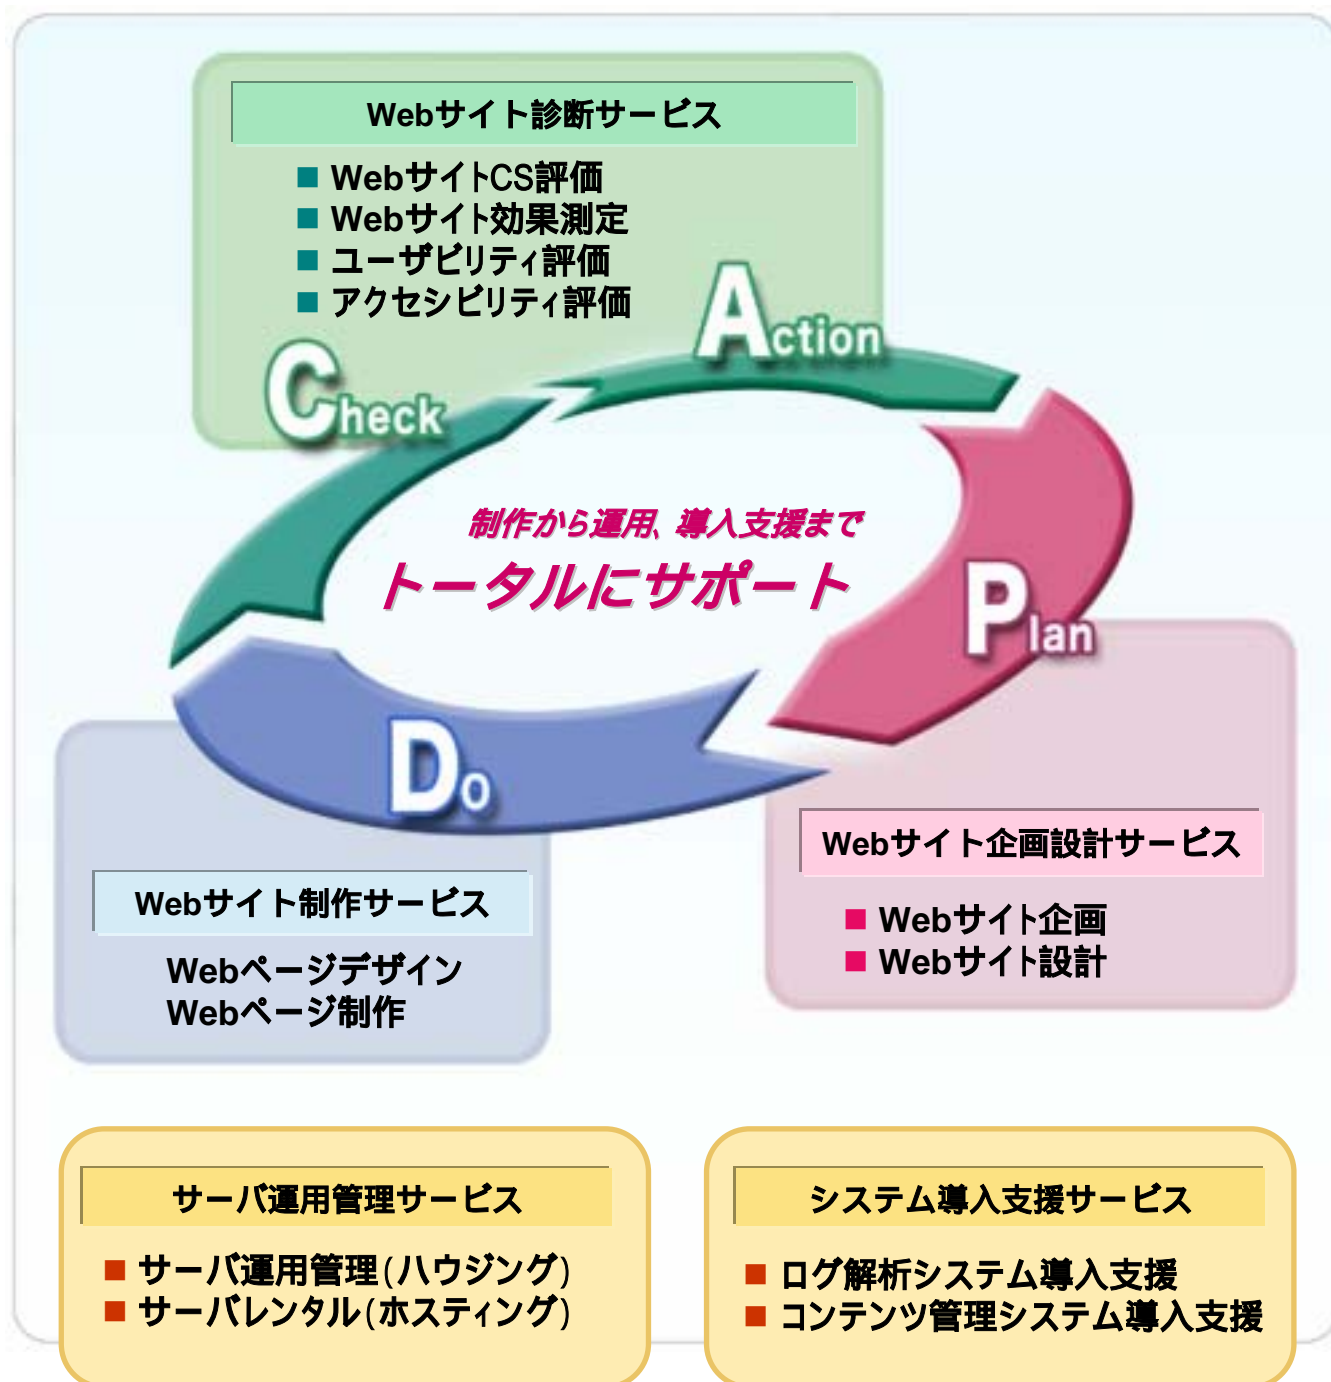 Webサイト診断サービス
■ WebサイトCS評価
■ Webサイト効果測定
■ ユーザビリティ評価
■ アクセシビリティ評価
Action
Check
制作から運用、導入支援まで
トータルにサポート
Plan
Do
Webサイト企画設計サービス
■ Webサイト企画
■ Webサイト設計
Webサイト制作サービス
Webページデザイン
Webページ制作
サーバ運用管理サービス
■ サーバ運用管理(ハウジング)
■ サーバレンタル(ホスティング)
システム導入支援サービス
■ ログ解析システム導入支援
■ コンテンツ管理システム導入支援